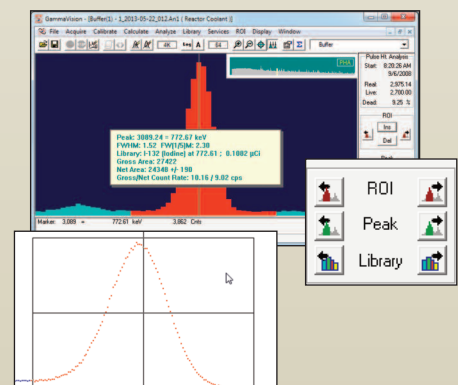 GammaVision - [Buffer(1) - 1_2013-05-22_012.An1 ( Reactor Coolant )]
File Acquire Calibrate Calculate Analyze Library Services ROI Display Window
4K Log A 64 Buffer
Pulse Ht. Analysis
Start: 8:20:26 AM
9/6/2008
Real: 2,975.14
Live: 2,700.00
Dead: 9.25 %
ROI
Ins
Del
Peak
Peak: 3089.24 = 772.67 keV
FWHM: 1.52 FW(1/5)M: 2.30
Library: I-132 (Iodine) at 772.61 ; 0.1082 µCi
Gross Area: 27422
Net Area: 24348 +/- 198
Gross/Net Count Rate: 10.16 / 9.02 cps
Marker: 3,089 = 772.61 keV 3,862 Cnts
ROI
Peak
Library